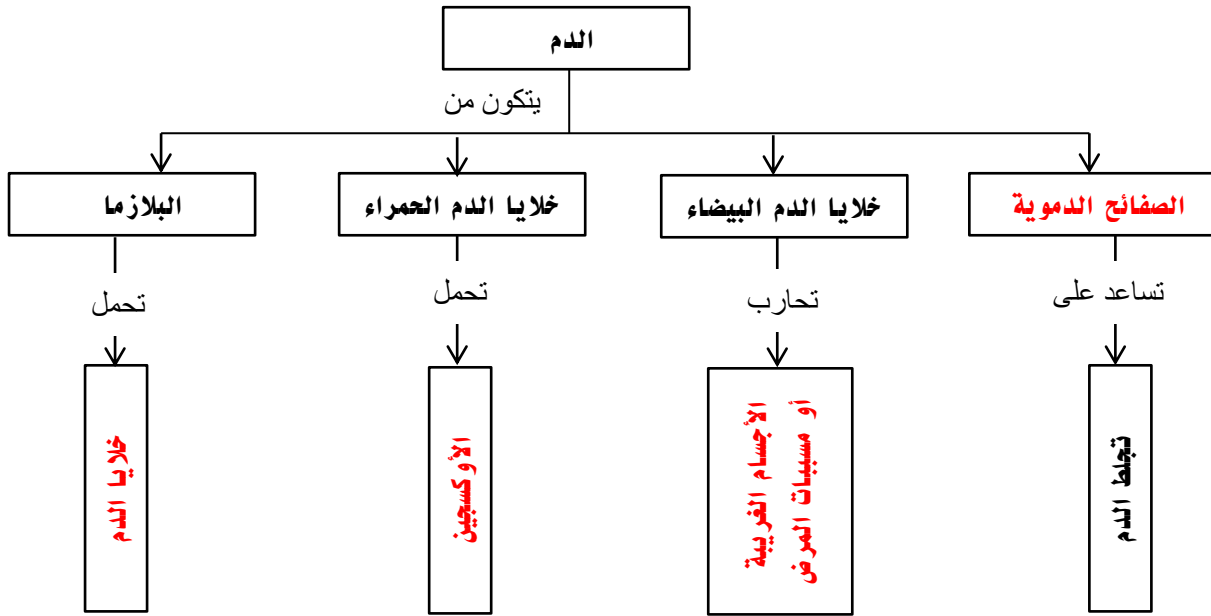 الدم
يتكون من
الصفائح الدموية
خلايا الدم البيضاء
خلايا الدم الحمراء
البلازما
تساعد على
تحارب
تحمل
تحمل
تجلط الدم
الأجسام الغريبة
أو مسببات المرض
الأوكسجين
خلايا الدم